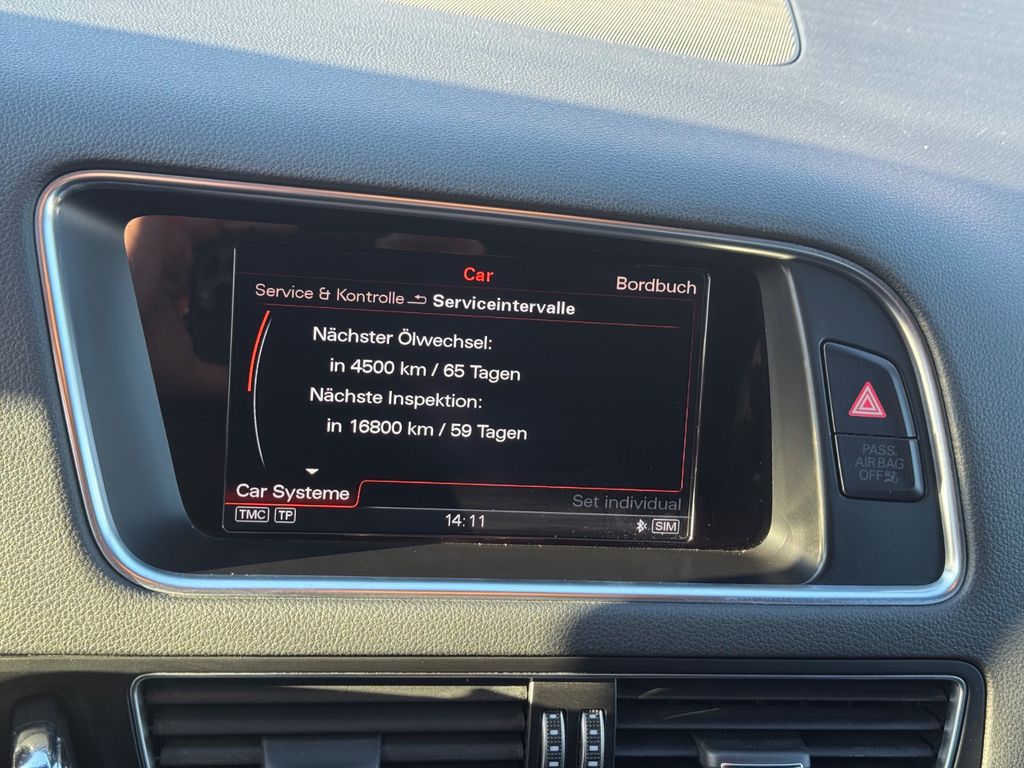 Car
Bordbuch
Service & Kontrolle Serviceintervalle
Nächster Ölwechsel:
in 4500 km / 65 Tagen
Nächste Inspektion:
in 16800 km / 59 Tagen
Car Systeme
Set individual
TMC TP
14:11
SIM
PASS.
AIR BAG
OFF